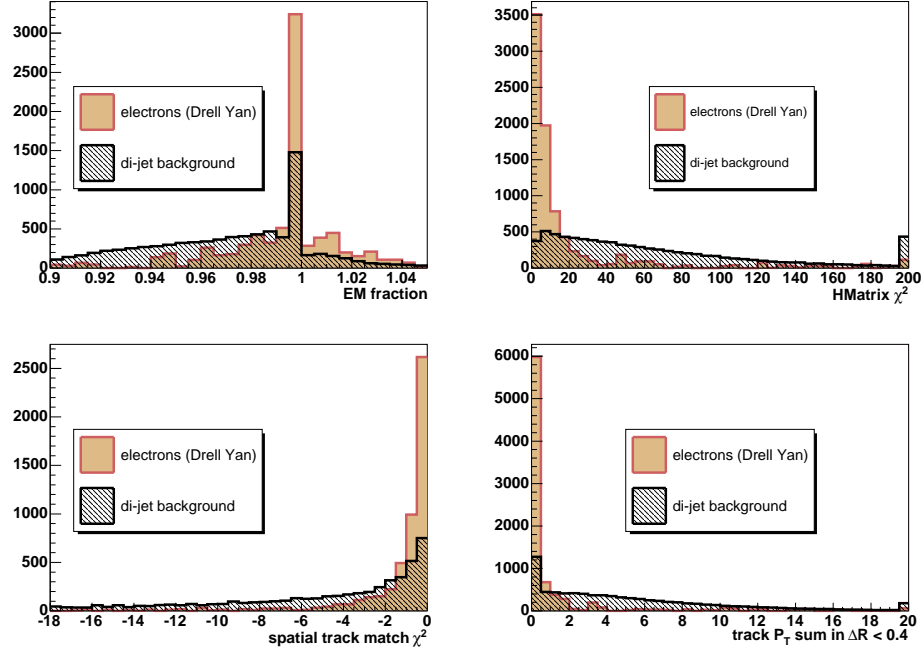 3000
2500
2000
1500
1000
500
0
electrons (Drell Yan)
di-jet background
0.9 0.92 0.94 0.96 0.98 1 1.02 1.04
EM fraction
3500
3000
2500
2000
1500
1000
500
0
electrons (Drell Yan)
di-jet background
0 20 40 60 80 100 120 140 160 180 200
HMatrix χ²
2500
2000
1500
1000
500
0
electrons (Drell Yan)
di-jet background
-18 -16 -14 -12 -10 -8 -6 -4 -2 0
spatial track match χ²
6000
5000
4000
3000
2000
1000
0
electrons (Drell Yan)
di-jet background
0 2 4 6 8 10 12 14 16 18 20
track P_T sum in ΔR < 0.4